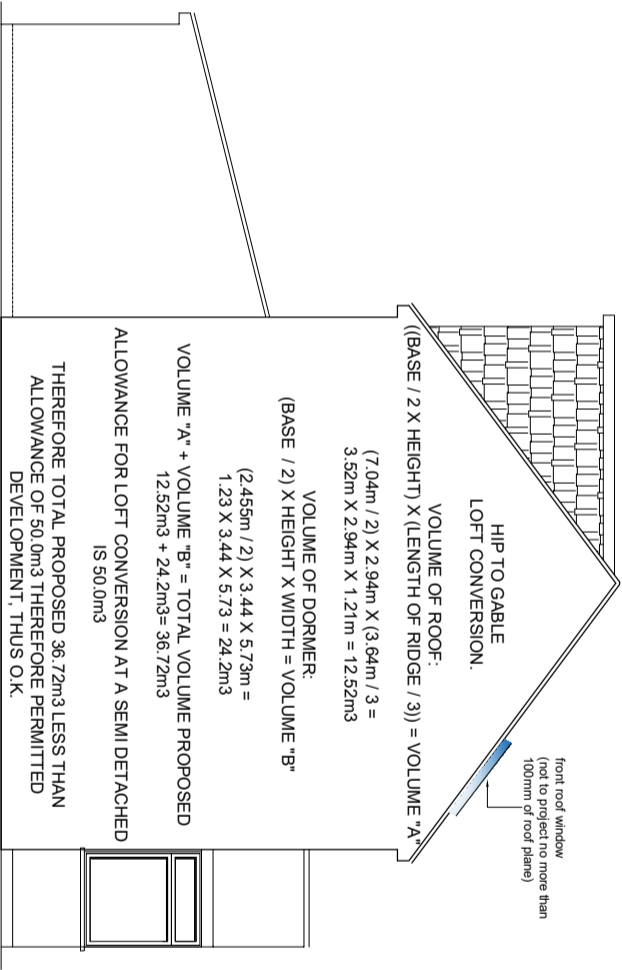 HIP TO GABLE
LOFT CONVERSION.
VOLUME OF ROOF:
((BASE / 2 X HEIGHT) X (LENGTH OF RIDGE / 3)) = VOLUME "A"
(7.04m / 2) X 2.94m X (3.64m / 3 =
3.52m X 2.94m X 1.21m = 12.52m3
VOLUME OF DORMER:
(BASE / 2) X HEIGHT X WIDTH = VOLUME "B"
(2.455m / 2) X 3.44 X 5.73m =
1.23 X 3.44 X 5.73 = 24.2m3
VOLUME "A" + VOLUME "B" = TOTAL VOLUME PROPOSED
12.52m3 + 24.2m3= 36.72m3
ALLOWANCE FOR LOFT CONVERSION AT A SEMI DETACHED
IS 50.0m3
THEREFORE TOTAL PROPOSED 36.72m3 LESS THAN
ALLOWANCE OF 50.0m3 THEREFORE PERMITTED
DEVELOPMENT, THUS O.K.
front roof window
(not to project no more than
100mm of roof plane)